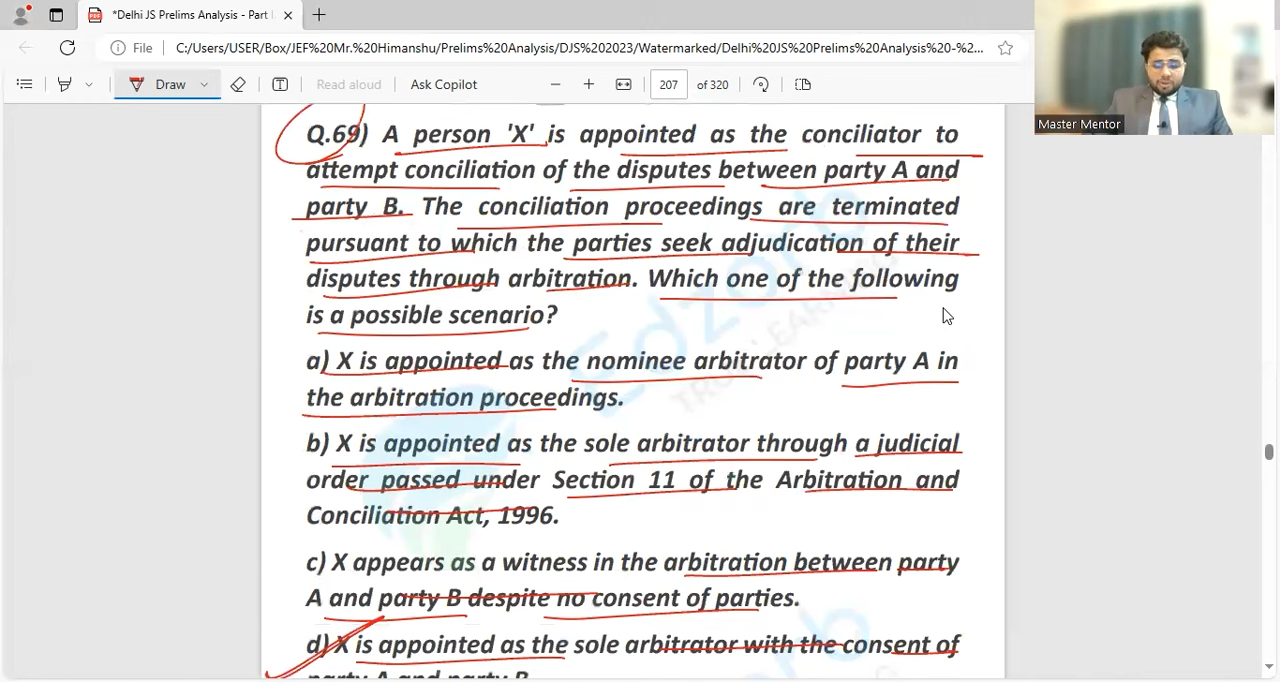 *Delhi JS Prelims Analysis - Part
File
C:/Users/USER/Box/JEF%20Mr.%20Himanshu/Prelims%20Analysis/DJS%202023/Watermarked/Delhi%20JS%20Prelims%20Analysis%20-%2...
Draw
Read aloud
Ask Copilot
207 of 320
Master Mentor
Q.69) A person 'X' is appointed as the conciliator to
attempt conciliation of the disputes between party A and
party B. The conciliation proceedings are terminated
pursuant to which the parties seek adjudication of their
disputes through arbitration. Which one of the following
is a possible scenario?
a) X is appointed as the nominee arbitrator of party A in
the arbitration proceedings.
b) X is appointed as the sole arbitrator through a judicial
order passed under Section 11 of the Arbitration and
Conciliation Act, 1996.
c) X appears as a witness in the arbitration between party
A and party B despite no consent of parties.
d) X is appointed as the sole arbitrator with the consent of
party A and party B
Edzorb